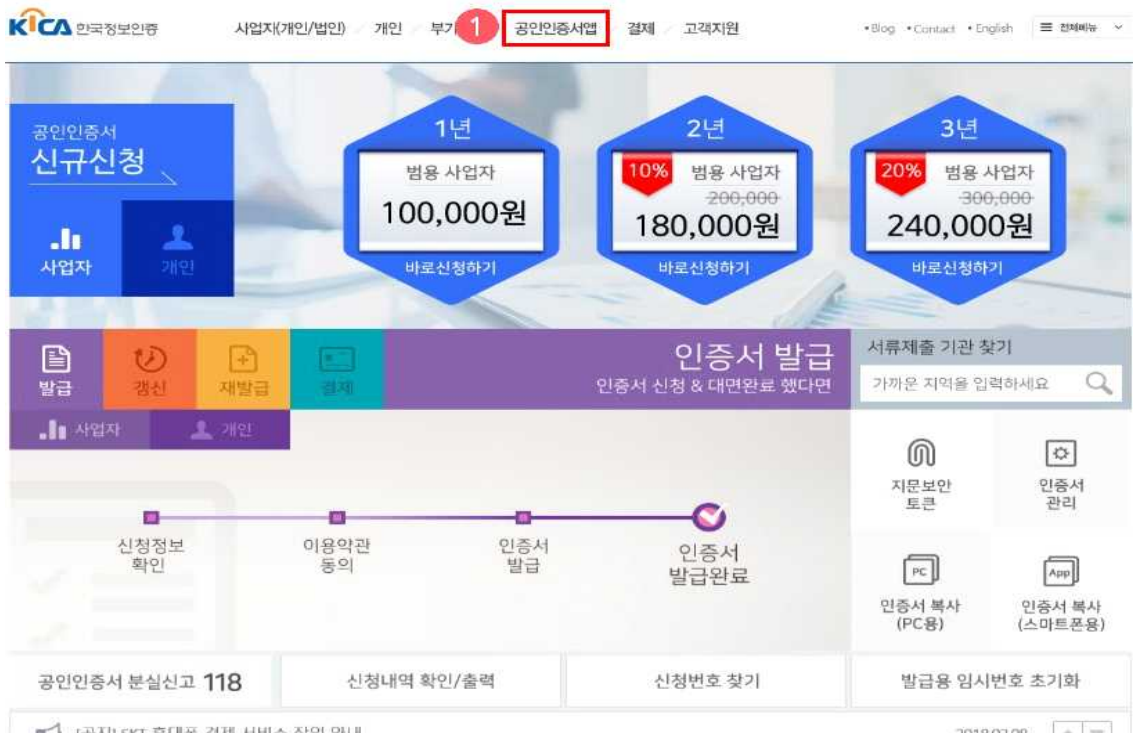 KICA 한국정보인증
사업자(개인/법인) 개인 부가 1 공인인증서앱 결제 고객지원
•Blog •Contact •English 전체메뉴
공인인증서
신규신청
사업자 개인
1년
범용 사업자
100,000원
바로신청하기
2년
10% 범용 사업자
200,000
180,000원
바로신청하기
3년
20% 범용 사업자
300,000
240,000원
바로신청하기
발급 갱신 재발급 결제
인증서 발급
인증서 신청 & 대면완료 했다면
사업자 개인
신청정보
확인
이용약관
동의
인증서
발급
인증서
발급완료
서류제출 기관 찾기
가까운 지역을 입력하세요
지문보안
토큰
인증서
관리
PC
인증서 복사
(PC용)
App
인증서 복사
(스마트폰용)
공인인증서 분실신고 118
신청내역 확인/출력
신청번호 찾기
발급용 임시번호 초기화